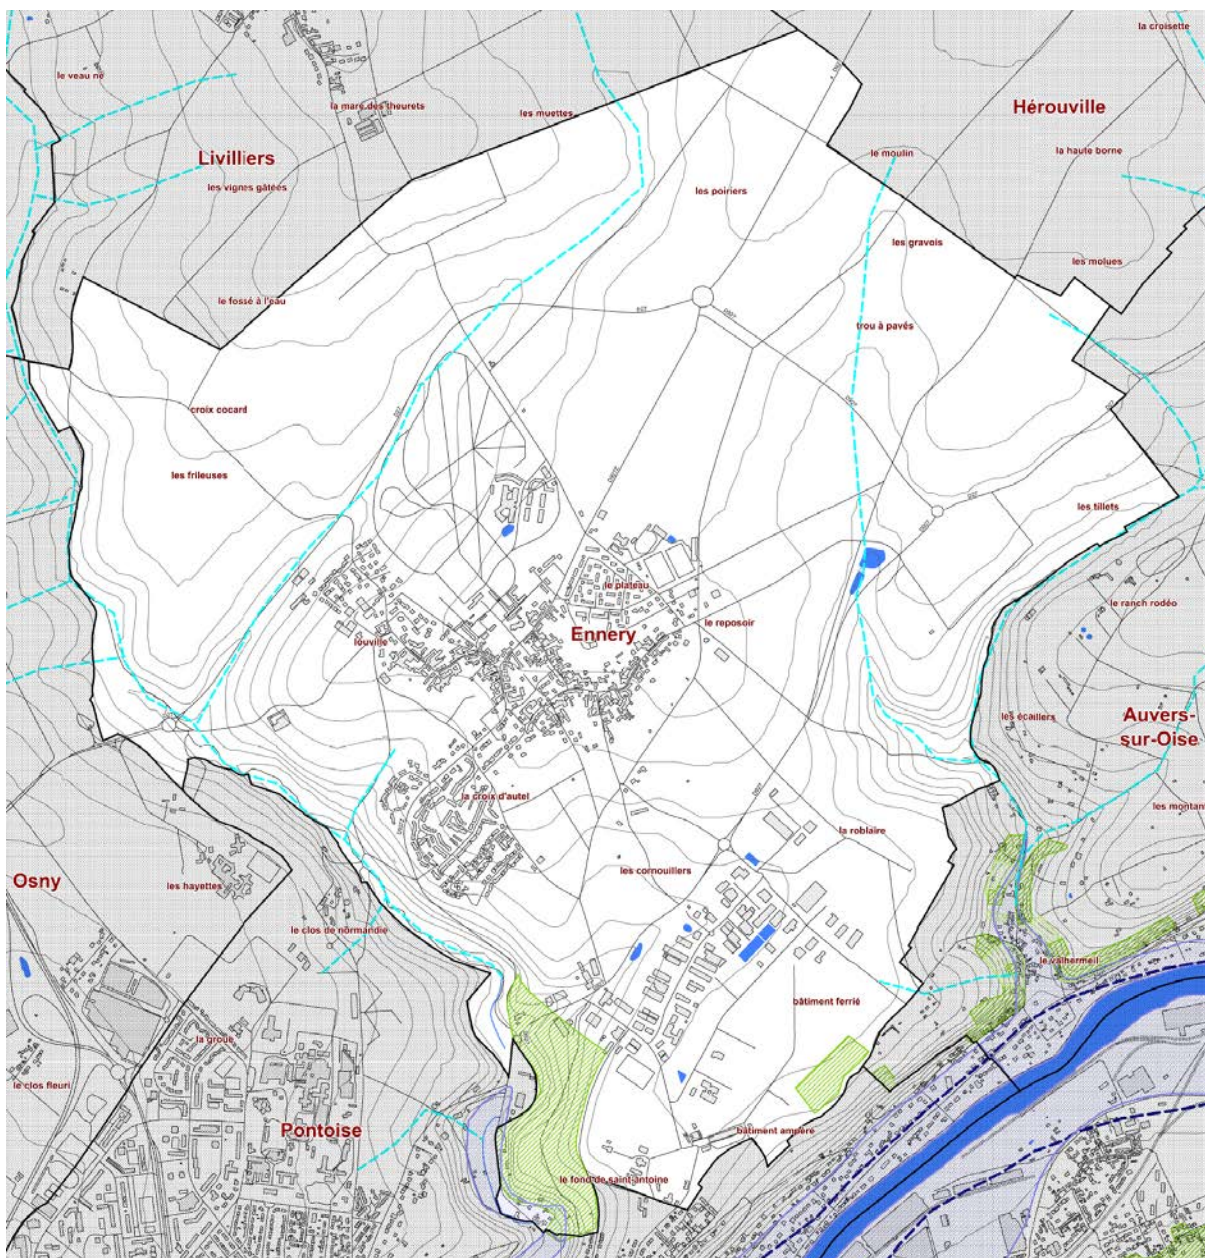 la croisette
le veau né
la mare des theurets
les muettes
Hérouville
Livilliers
le moulin
la haute borne
les vignes gâtées
les poiriers
les gravois
les molues
le fossé à l'eau
trou à pavés
croix cocard
les frileuses
les tillets
le plateau
le ranch rodéo
Ennery
le reposoir
louville
les écaillers
Auvers-
sur-Oise
la croix d'autel
les montant
la roblaire
les cornouillers
Osny
les hayettes
le clos de normandie
le valhermeil
bâtiment ferrié
la groue
le clos fleuri
Pontoise
bâtiment ampère
le fond de saint-antoine